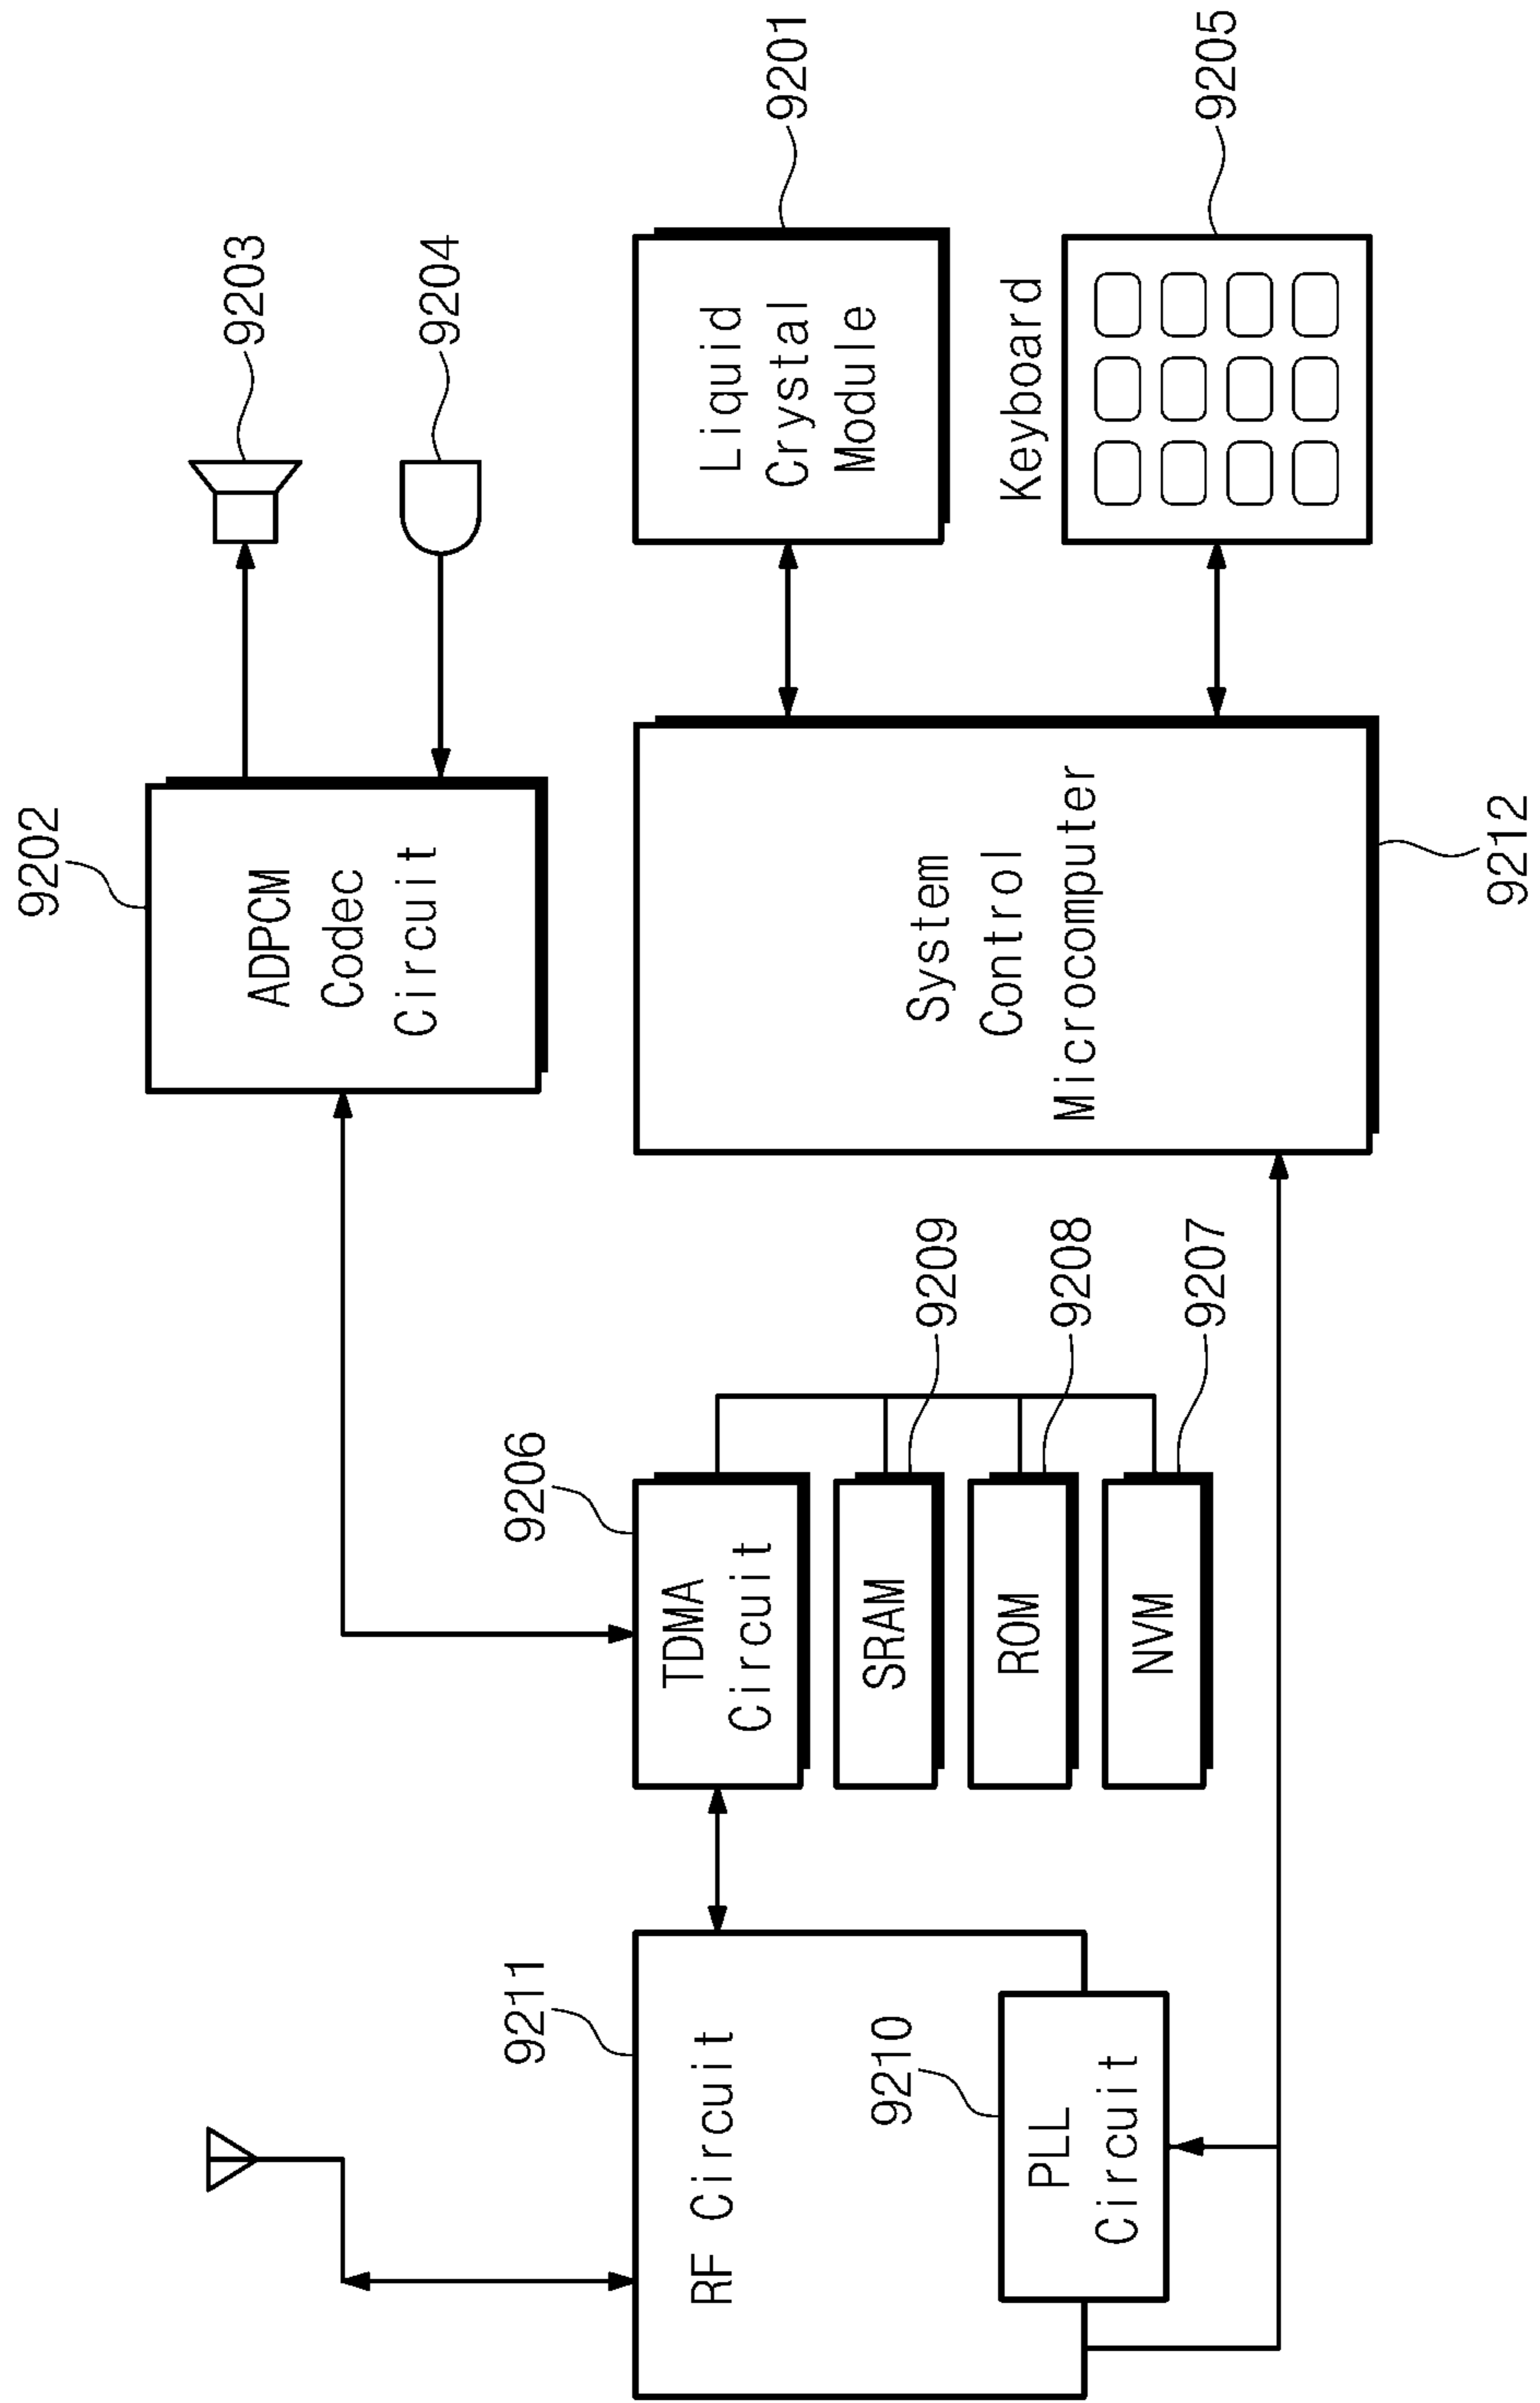 9202
ADPCM
Codec
Circuit
9203
9204
9211
RF Circuit
9210
PLL
Circuit
9206
TDMA
Circuit
SRAM
9209
ROM
9208
NVM
9207
System
Control
Microcomputer
9212
Liquid
Crystal
Module
9201
Keyboard
9205